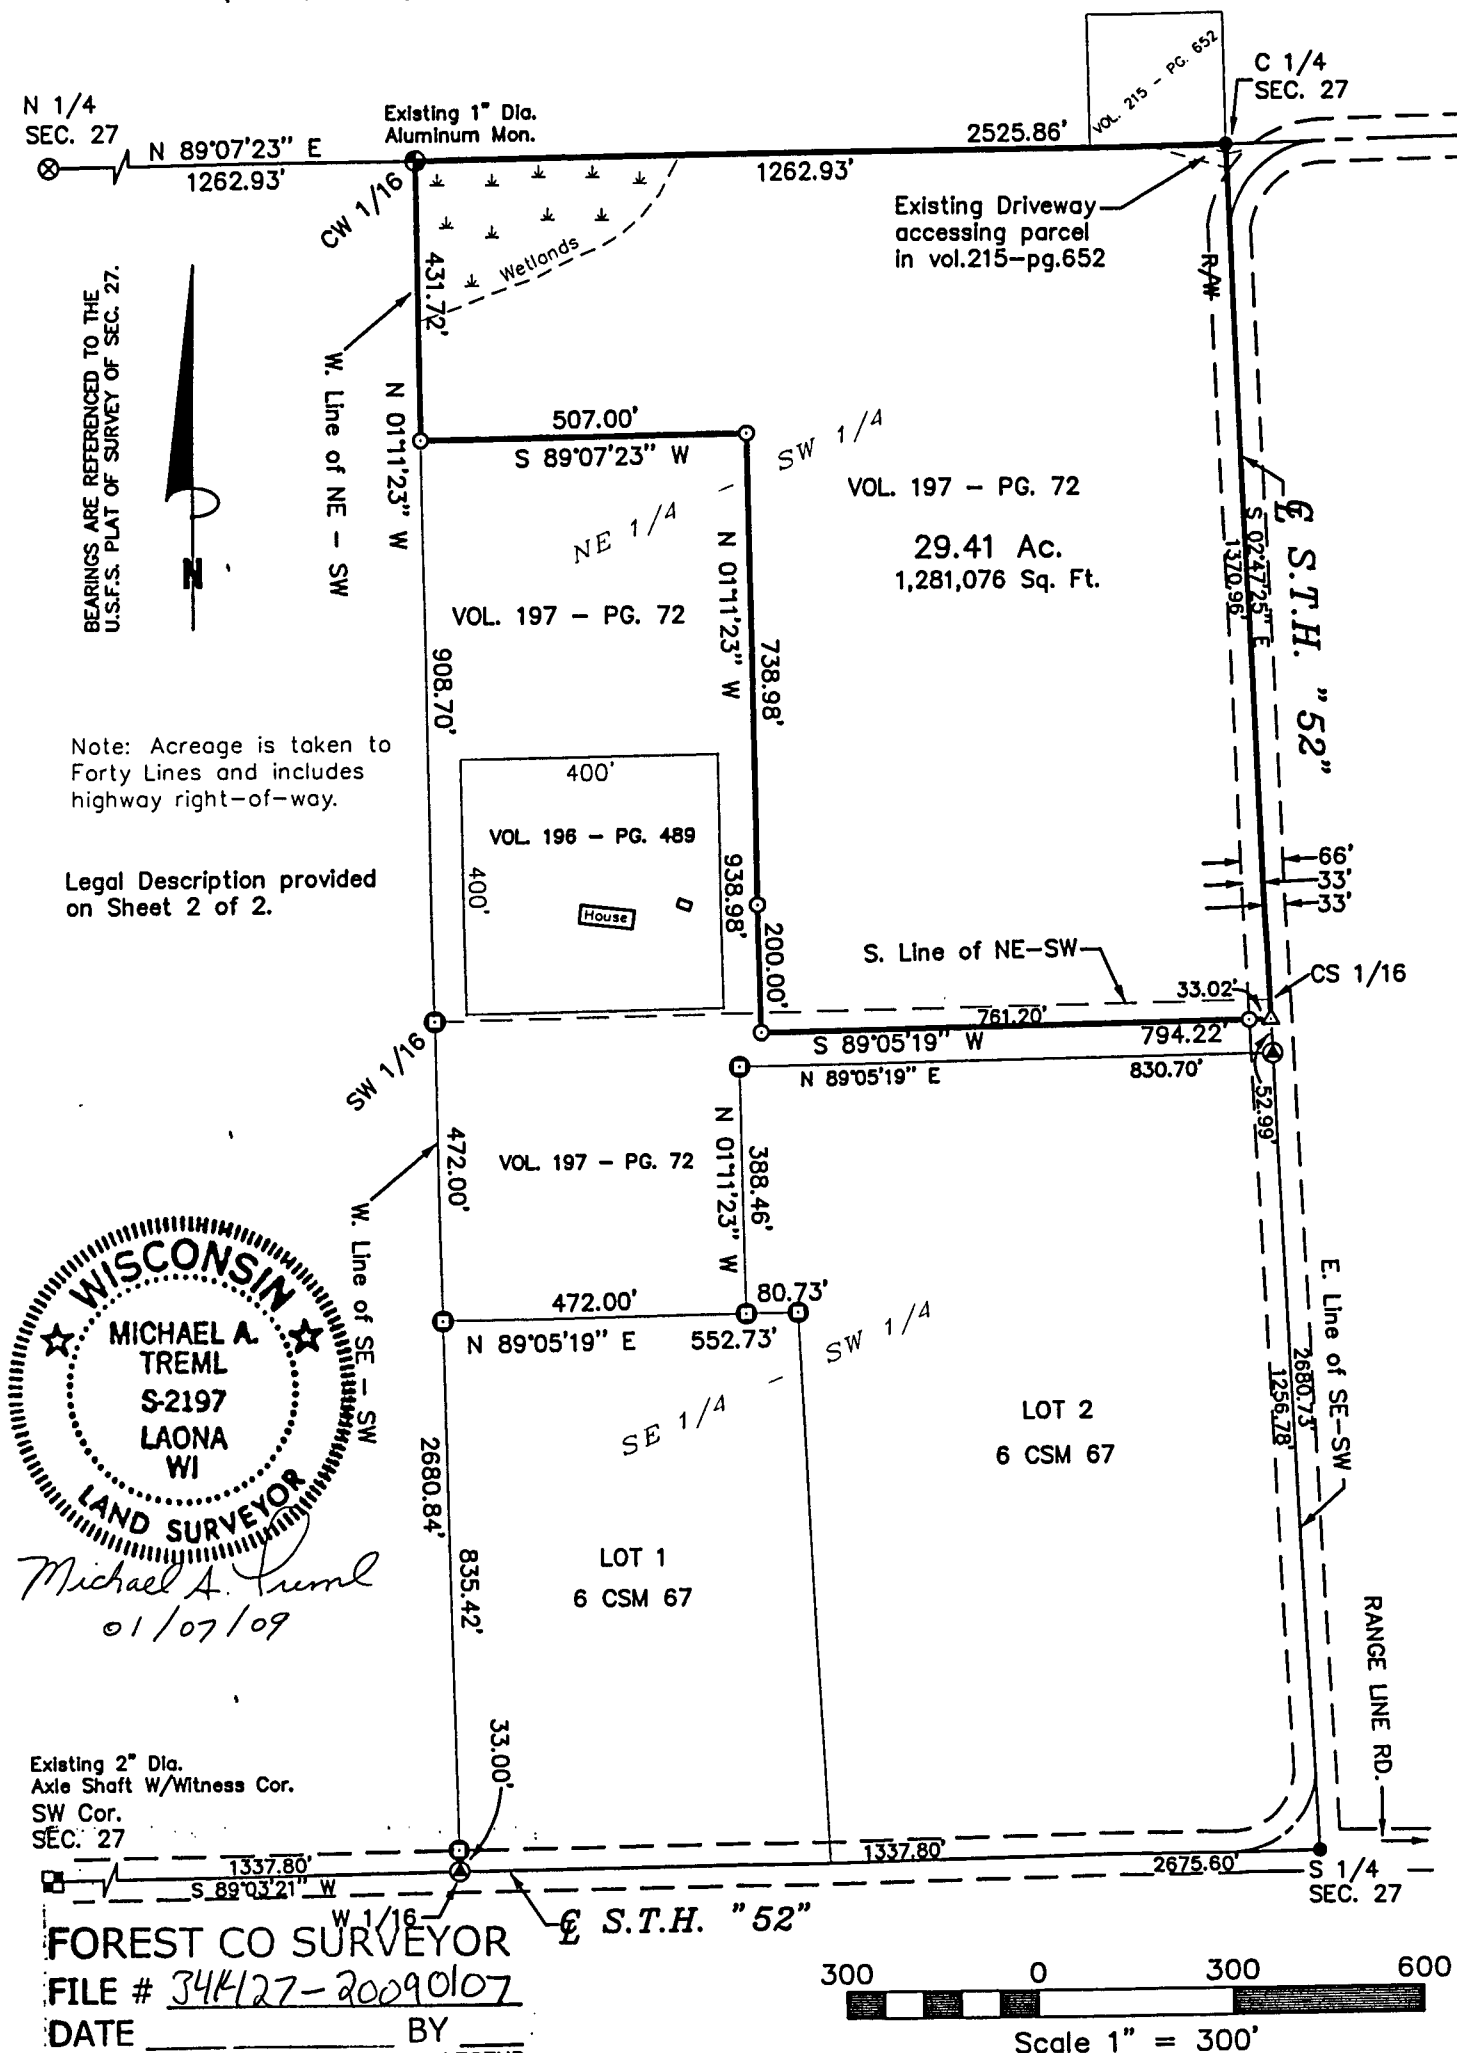 N 1/4
SEC. 27
N 89°07'23" E
1262.93'
Existing 1" Dia.
Aluminum Mon.
CW 1/16
2525.86'
1262.93'
VOL. 215 - PG. 652
C 1/4
SEC. 27
Existing Driveway
accessing parcel
in vol.215-pg.652
Wetlands
431.72'
R/W
BEARINGS ARE REFERENCED TO THE
U.S.F.S. PLAT OF SURVEY OF SEC. 27.
N
W. Line of NE - SW
N 01°11'23" W
507.00'
S 89°07'23" W
NE 1/4 - SW 1/4
VOL. 197 - PG. 72
29.41 Ac.
1,281,076 Sq. Ft.
S 02°47'25" E
1370.96'
℄ S.T.H. "52"
VOL. 197 - PG. 72
N 01°11'23" W
738.98'
908.70'
Note: Acreage is taken to
Forty Lines and includes
highway right-of-way.
400'
VOL. 196 - PG. 489
400'
House
938.98'
200.00'
Legal Description provided
on Sheet 2 of 2.
66'
33'
33'
S. Line of NE-SW
CS 1/16
33.02'
761.20'
S 89°05'19" W
794.22'
SW 1/16
N 89°05'19" E
830.70'
52.99'
472.00'
VOL. 197 - PG. 72
N 01°11'23" W
388.46'
W. Line of SE - SW
472.00'
80.73'
N 89°05'19" E
552.73'
SE 1/4 - SW 1/4
E. Line of SE-SW
2680.73'
1256.78'
WISCONSIN
MICHAEL A.
TREML
S-2197
LAONA
WI
LAND SURVEYOR
Michael A. Treml
01/07/09
LOT 2
6 CSM 67
2680.84'
835.42'
LOT 1
6 CSM 67
RANGE LINE RD.
33.00'
Existing 2" Dia.
Axle Shaft W/Witness Cor.
SW Cor.
SEC. 27
1337.80'
S 89°03'21" W
1337.80'
2675.60'
S 1/4
SEC. 27
W 1/16
℄ S.T.H. "52"
FOREST CO SURVEYOR
FILE # 34K127-20090107
DATE BY
300 0 300 600
Scale 1" = 300'